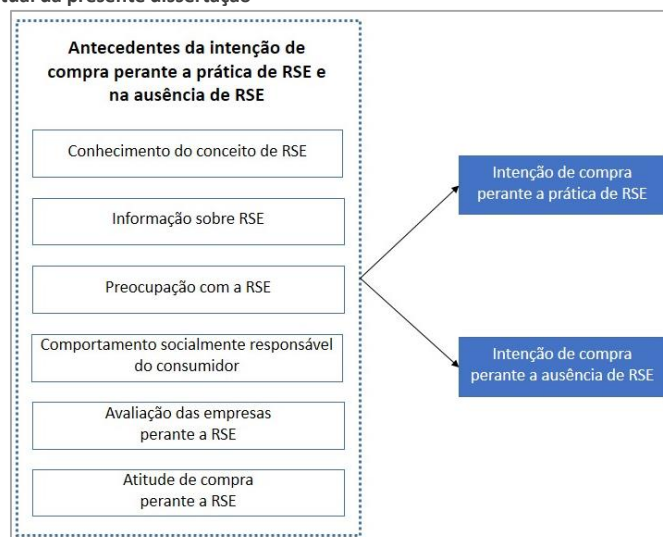 tual da presente dissertação
Antecedentes da intenção de
compra perante a prática de RSE e
na ausência de RSE
Conhecimento do conceito de RSE
Informação sobre RSE
Preocupação com a RSE
Comportamento socialmente responsável
do consumidor
Avaliação das empresas
perante a RSE
Atitude de compra
perante a RSE
Intenção de compra
perante a prática de RSE
Intenção de compra
perante a ausência de RSE